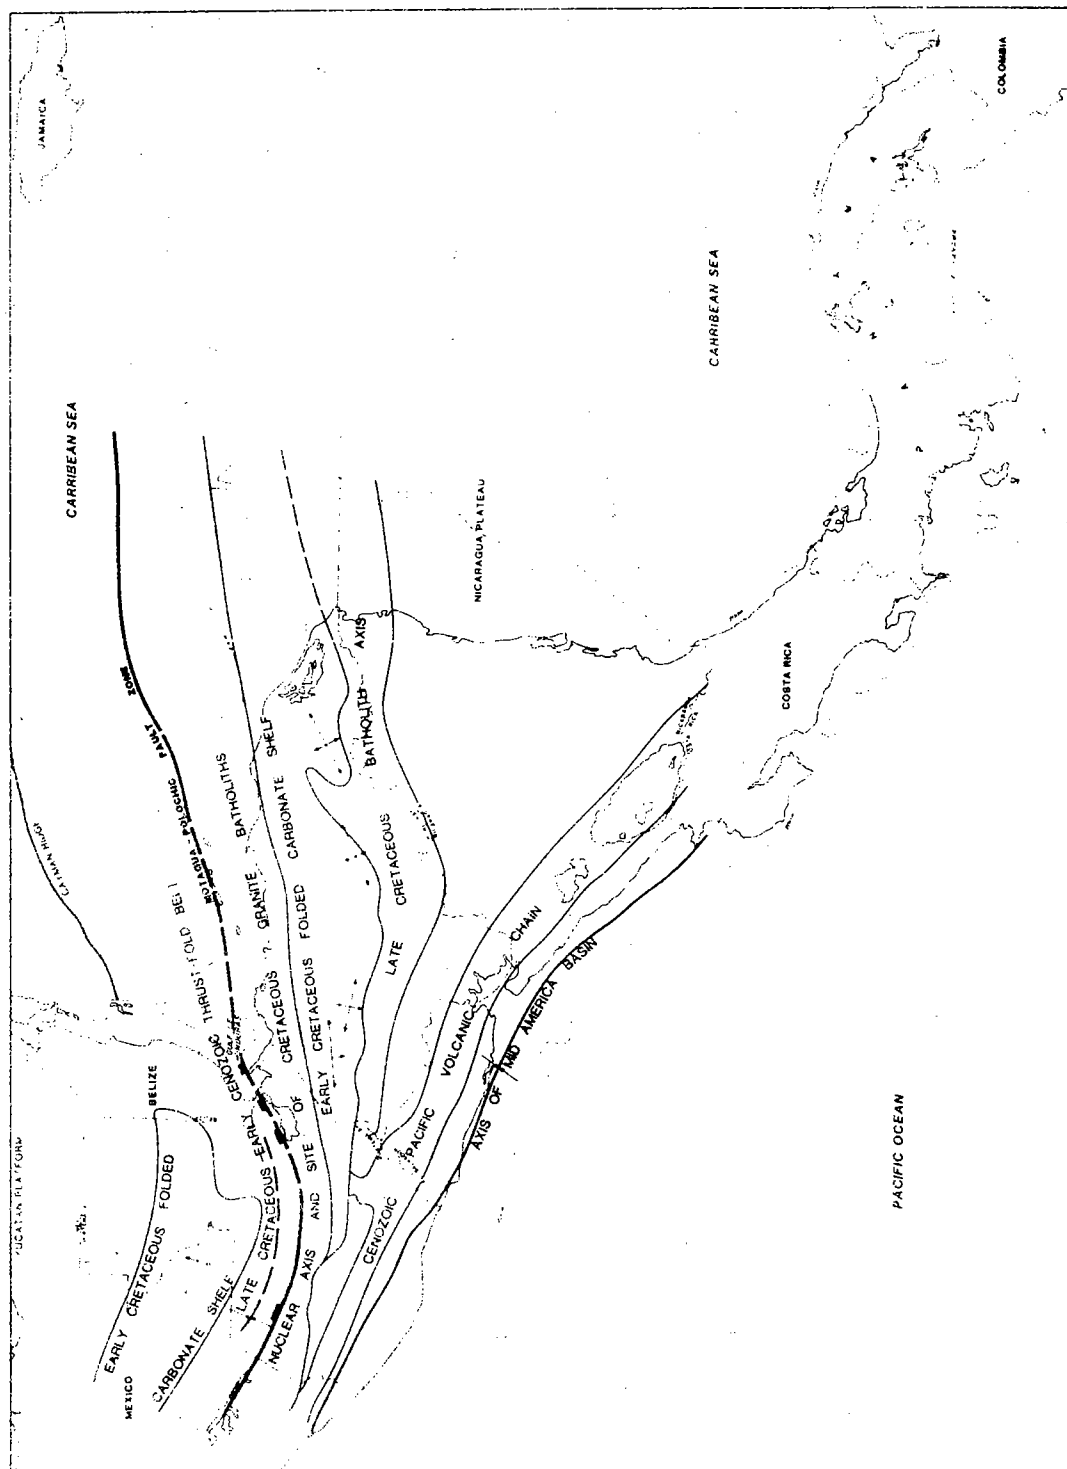 JAMAICA
COLOMBIA
CARRIBEAN SEA
CARIBBEAN SEA
NICARAGUA PLATEAU
COSTA RICA
CAYMAN RIDGE
MOTAGUA - POLOCHIC FAULT ZONE
LATE CRETACEOUS-EARLY CENOZOIC THRUST-FOLD BELT
NUCLEAR AXIS AND SITE OF CRETACEOUS ? GRANITE BATHOLITHS
EARLY CRETACEOUS FOLDED CARBONATE SHELF
LATE CRETACEOUS BATHOLITH AXIS
CENOZOIC PACIFIC VOLCANIC CHAIN
AXIS OF MID AMERICA BASIN
PACIFIC OCEAN
YUCATAN PLATFORM
BELIZE
EARLY CRETACEOUS FOLDED
CARBONATE SHELF
MEXICO
P A N A M A